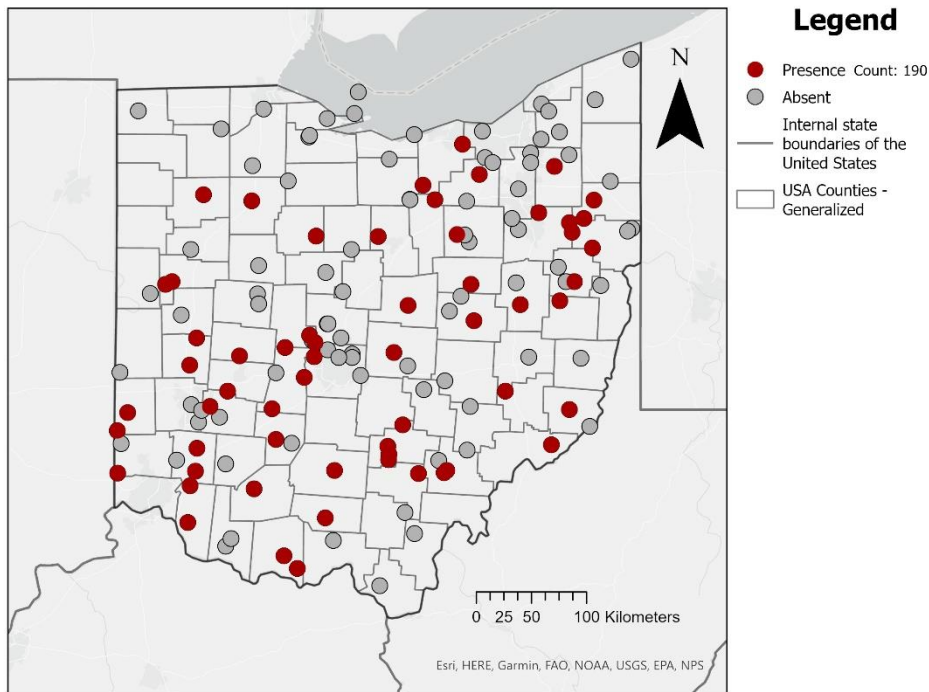 Legend
Presence Count: 190
Absent
Internal state
boundaries of the
United States
USA Counties -
Generalized
N
0 25 50 100 Kilometers
Esri, HERE, Garmin, FAO, NOAA, USGS, EPA, NPS